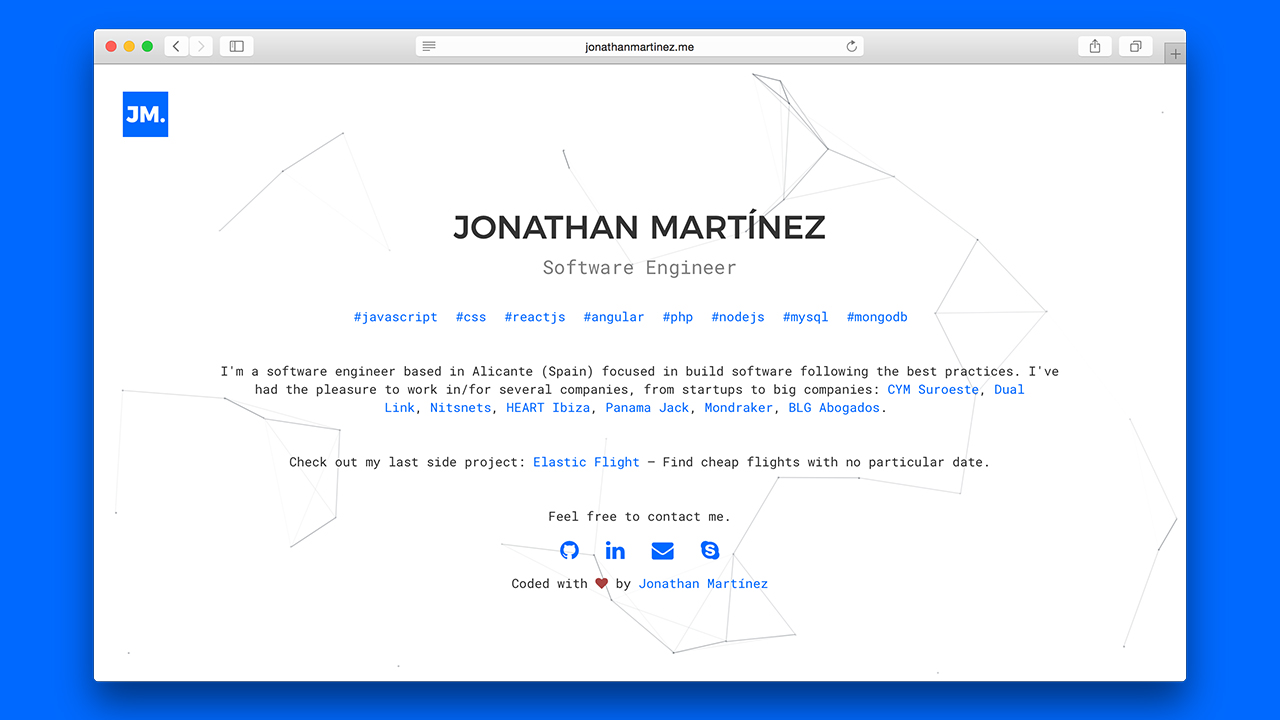 jonathanmartinez.me
JM.
JONATHAN MARTÍNEZ
Software Engineer
#javascript #css #reactjs #angular #php #nodejs #mysql #mongodb
I'm a software engineer based in Alicante (Spain) focused in build software following the best practices. I've
had the pleasure to work in/for several companies, from startups to big companies: CYM Suroeste, Dual
Link, Nitsnets, HEART Ibiza, Panama Jack, Mondraker, BLG Abogados.
Check out my last side project: Elastic Flight – Find cheap flights with no particular date.
Feel free to contact me.
Coded with ♥ by Jonathan Martínez